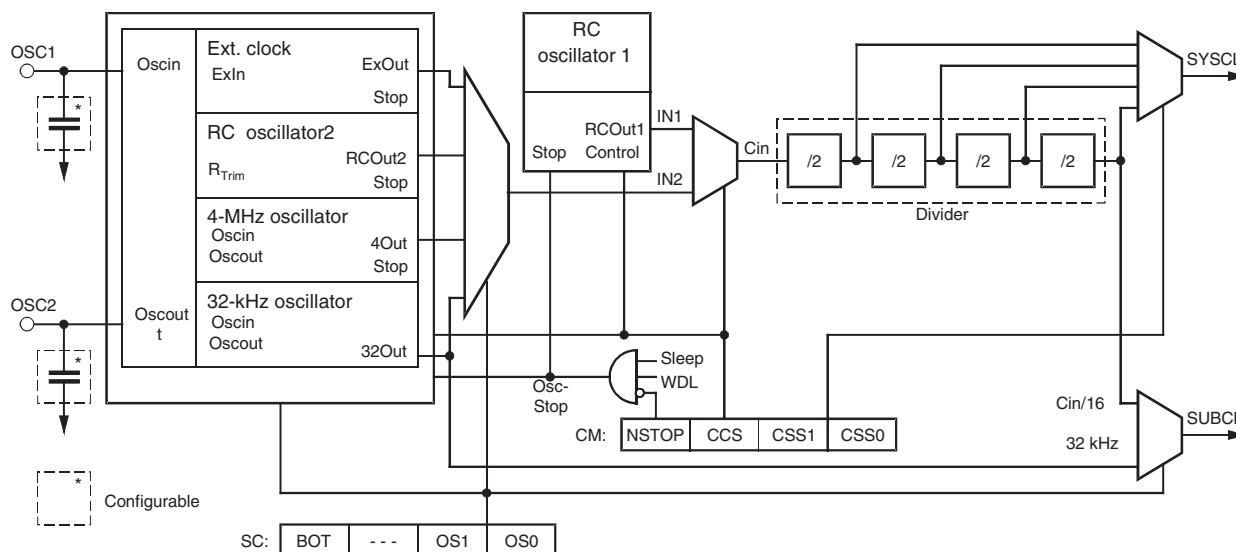 OSC1
Oscin
Ext. clock
ExIn
ExOut
Stop
RC oscillator2
RCOut2
RTrim
Stop
4-MHz oscillator
Oscin
Oscout
4Out
Stop
32-kHz oscillator
Oscin
Oscout
32Out
OSC2
Oscout
t
*
*
*
Configurable
RC
oscillator 1
RCOut1
Stop
Control
IN1
IN2
Cin
/2
/2
/2
/2
Divider
SYSCL
Sleep
WDL
Osc-
Stop
CM:
NSTOP
CCS
CSS1
CSS0
Cin/16
32 kHz
SUBCL
SC:
BOT
- - -
OS1
OS0